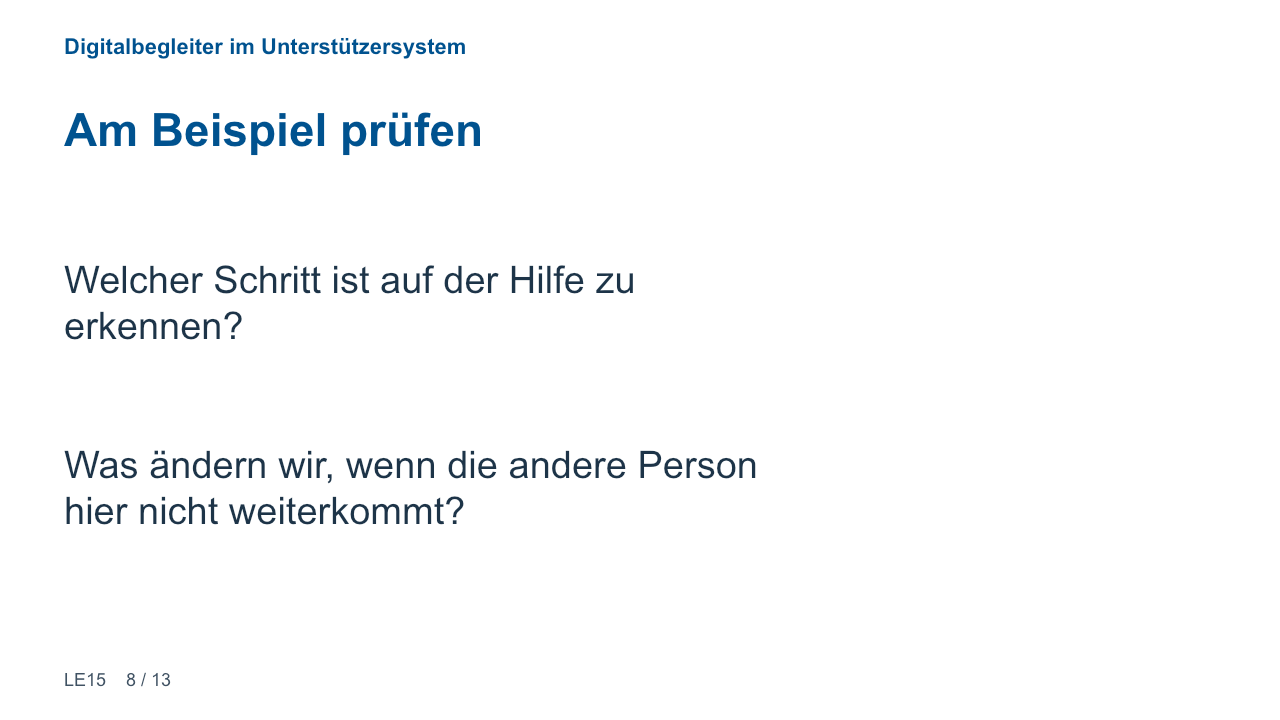 Digitalbegleiter im Unterstützersystem
Am Beispiel prüfen
Welcher Schritt ist auf der Hilfe zu
erkennen?
Was ändern wir, wenn die andere Person
hier nicht weiterkommt?
LE15 8 / 13